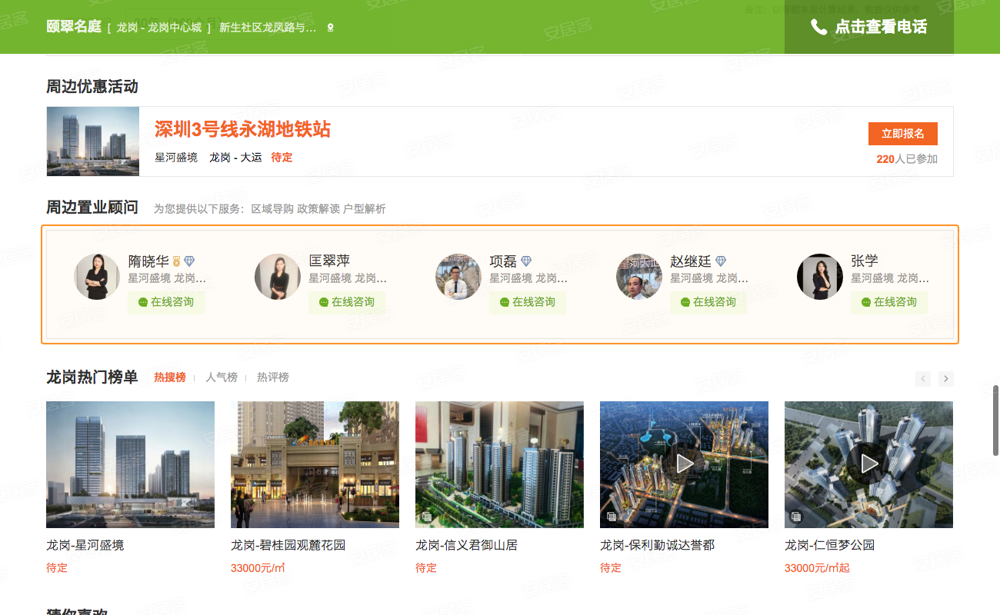 颐翠名庭 [ 龙岗 - 龙岗中心城 ] 新生社区龙凤路与... 点击查看电话
周边优惠活动
深圳3号线永湖地铁站
立即报名
星河盛境 龙岗 - 大运 待定
220人已参加
周边置业顾问 为您提供以下服务：区域导购 政策解读 户型解析
隋晓华 匡翠萍 项磊 赵继廷 张学
星河盛境 龙岗... 星河盛境 龙岗... 星河盛境 龙岗... 星河盛境 龙岗... 星河盛境 龙岗...
在线咨询 在线咨询 在线咨询 在线咨询 在线咨询
龙岗热门榜单 热搜榜 人气榜 热评榜
龙岗-星河盛境 龙岗-碧桂园观麓花园 龙岗-信义君御山居 龙岗-保利勤诚达誉都 龙岗-仁恒梦公园
待定 33000元/㎡ 待定 待定 33000元/㎡起
猜你喜欢
安居客